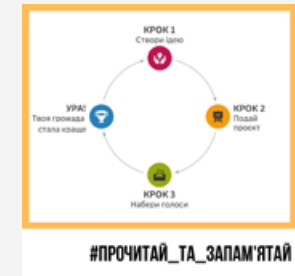 КРОК 1
Створи ідею
КРОК 2
Подай
проєкт
КРОК 3
Набери голоси
УРА!
Твоя громада
стала краще
#ПРОЧИТАЙ_ТА_ЗАПАМ'ЯТАЙ